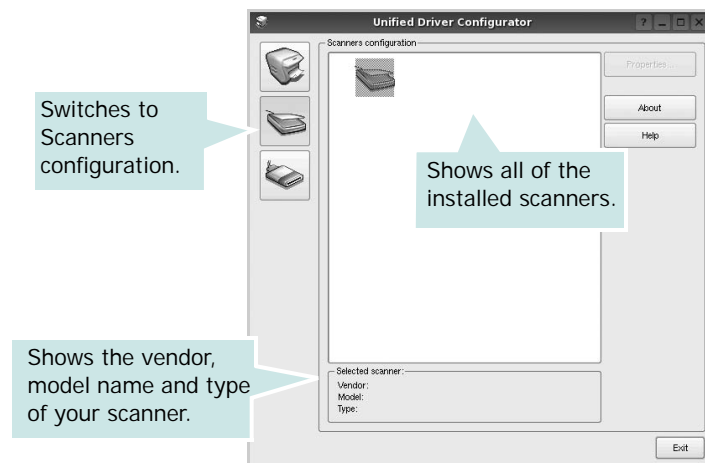 Unified Driver Configurator
Scanners configuration
Properties ...
About
Help
Switches to
Scanners
configuration.
Shows all of the
installed scanners.
Shows the vendor,
model name and type
of your scanner.
Selected scanner:
Vendor:
Model:
Type:
Exit